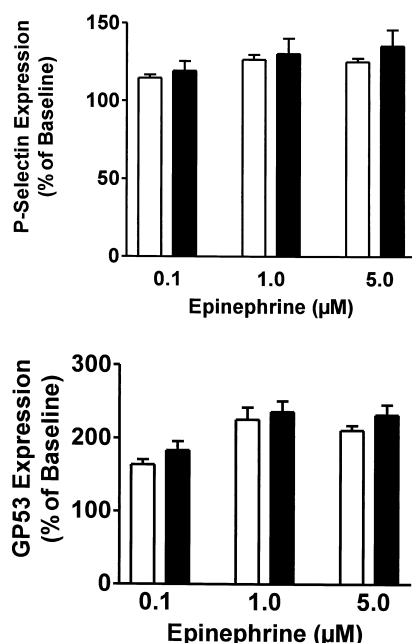 P-Selectin Expression
(% of Baseline)
150
100
50
0
0.1 1.0 5.0
Epinephrine (µM)
GP53 Expression
(% of Baseline)
300
200
100
0
0.1 1.0 5.0
Epinephrine (µM)